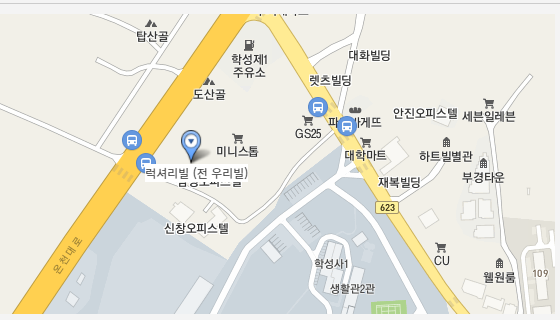 탑산골
학성제1
주유소
대화빌딩
렛츠빌딩
도산골
안진오피스텔
세븐일레븐
GS25
미니스톱
대학마트
하트빌별관
부경타운
럭셔리빌 (전 우리빌)
재복빌딩
623
신창오피스텔
온천대로
학성사1
생활관2관
CU
웰원룸
109